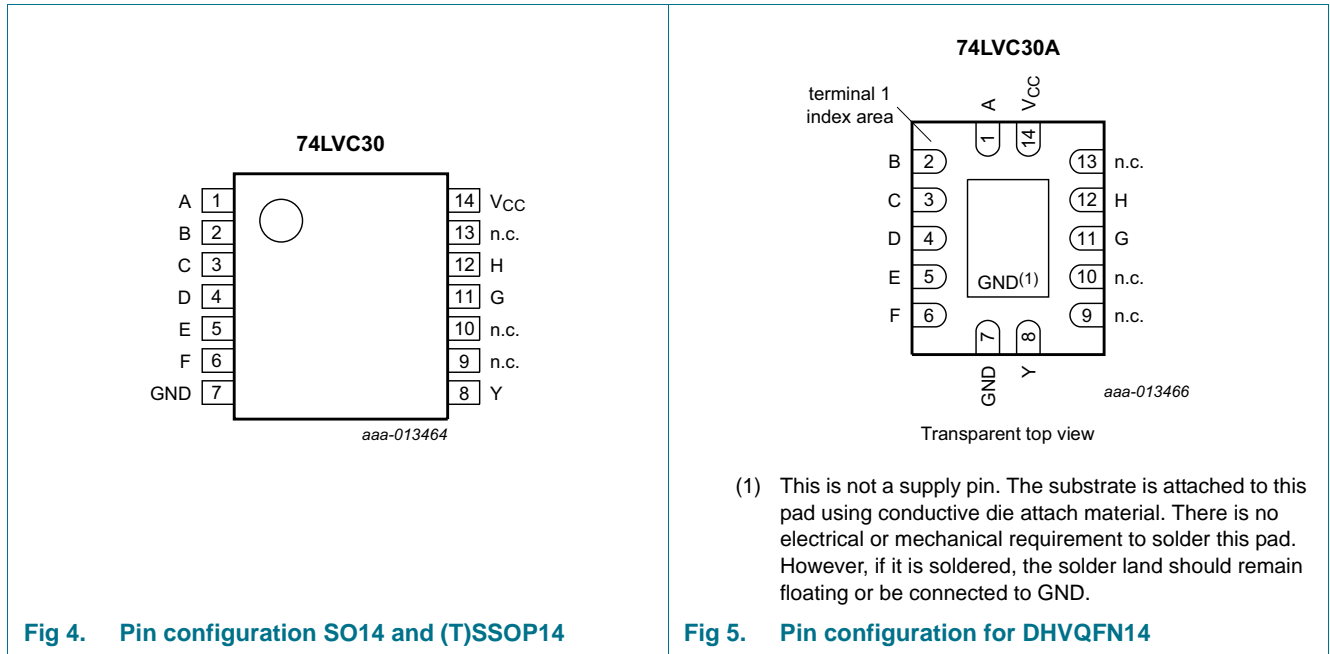 74LVC30
A 1
B 2
C 3
D 4
E 5
F 6
GND 7
14 VCC
13 n.c.
12 H
11 G
10 n.c.
9 n.c.
8 Y
aaa-013464
Fig 4. Pin configuration SO14 and (T)SSOP14
74LVC30A
terminal 1
index area
A
VCC
1
14
B 2
C 3
D 4
E 5
F 6
13 n.c.
12 H
11 G
10 n.c.
9 n.c.
GND(1)
7
8
GND
Y
aaa-013466
Transparent top view
(1) This is not a supply pin. The substrate is attached to this
pad using conductive die attach material. There is no
electrical or mechanical requirement to solder this pad.
However, if it is soldered, the solder land should remain
floating or be connected to GND.
Fig 5. Pin configuration for DHVQFN14